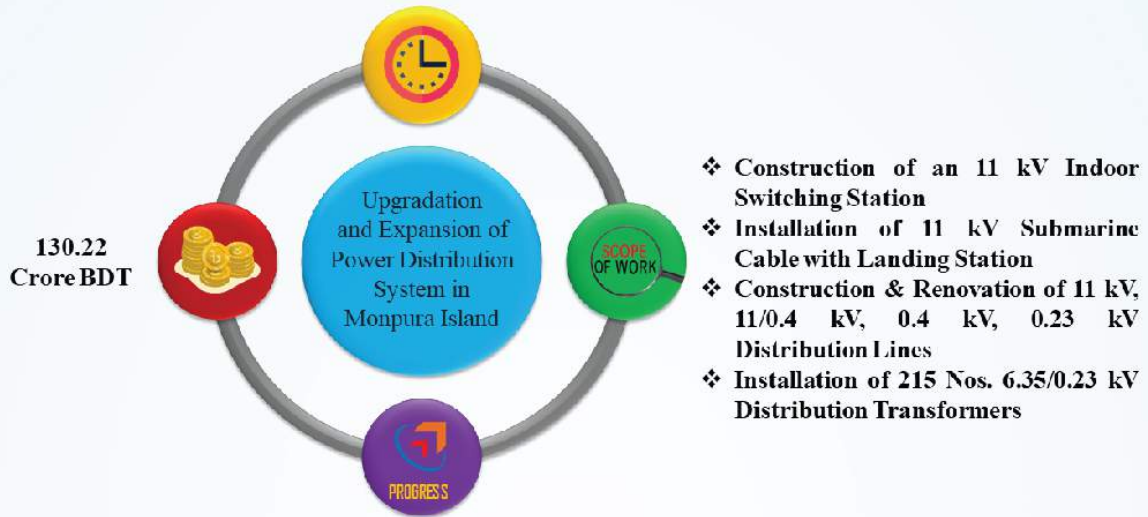 Upgradation
and Expansion of
Power Distribution
System in
Monpura Island
130.22
Crore BDT
SCOPE
OF WORK
❖ Construction of an 11 kV Indoor
Switching Station
❖ Installation of 11 kV Submarine
Cable with Landing Station
❖ Construction & Renovation of 11 kV,
11/0.4 kV, 0.4 kV, 0.23 kV
Distribution Lines
❖ Installation of 215 Nos. 6.35/0.23 kV
Distribution Transformers
PROGRESS